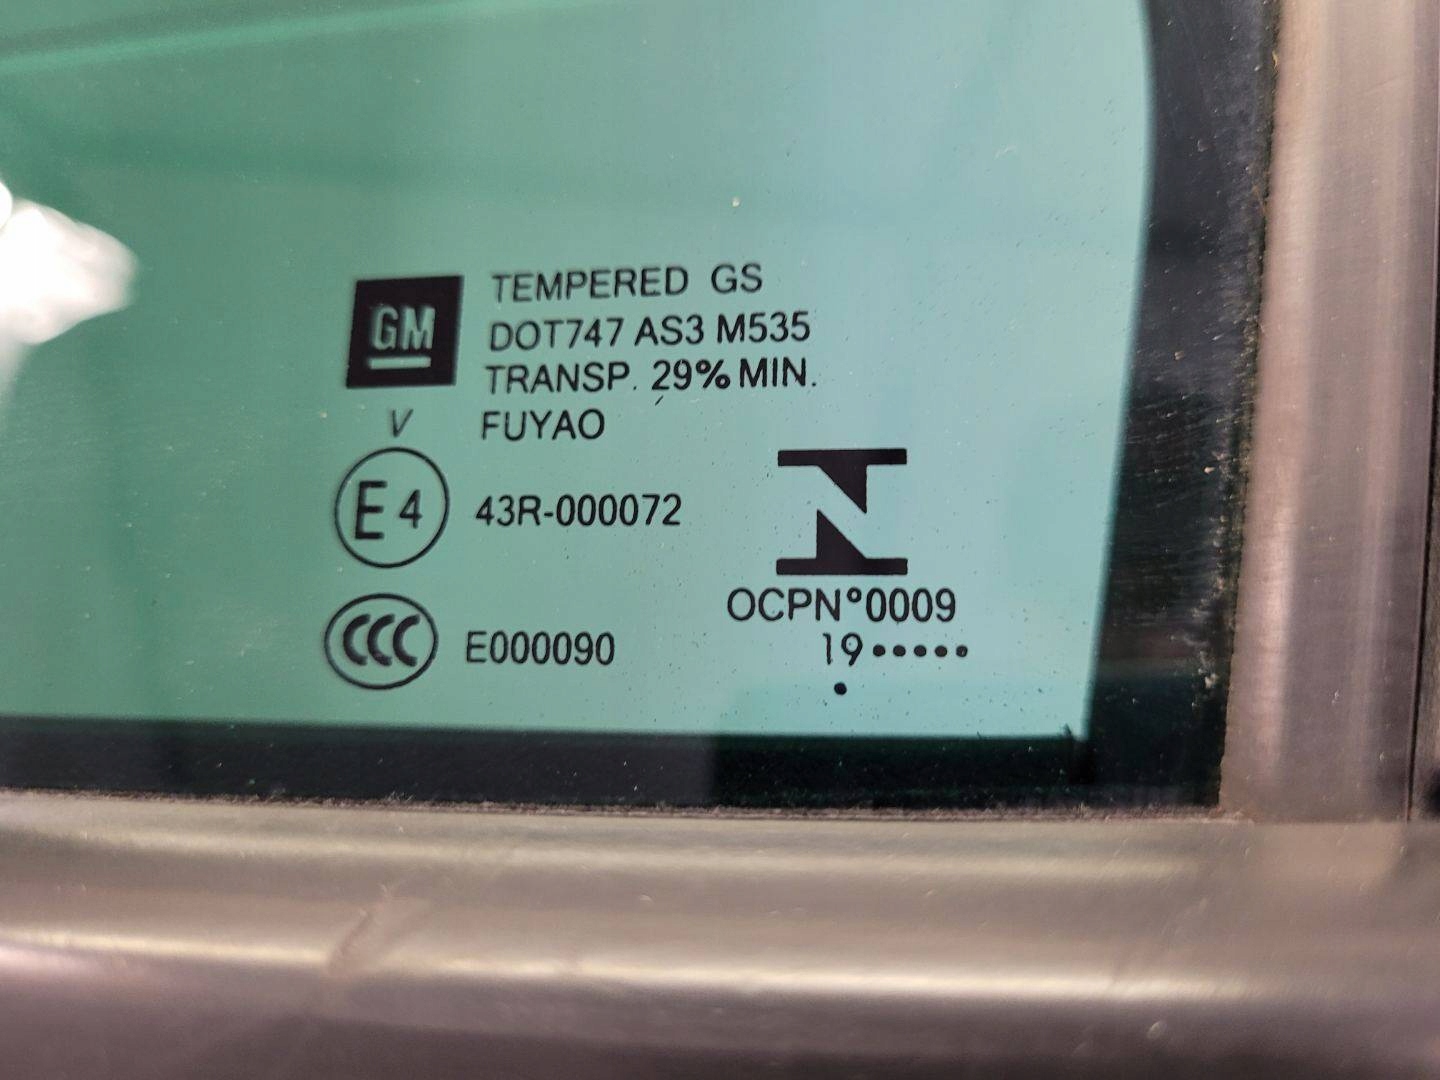 GM
TEMPERED GS
DOT747 AS3 M535
TRANSP. 29% MIN.
V FUYAO
E4 43R-000072
N
OCPN°0009
CCC E000090
19•••••
•